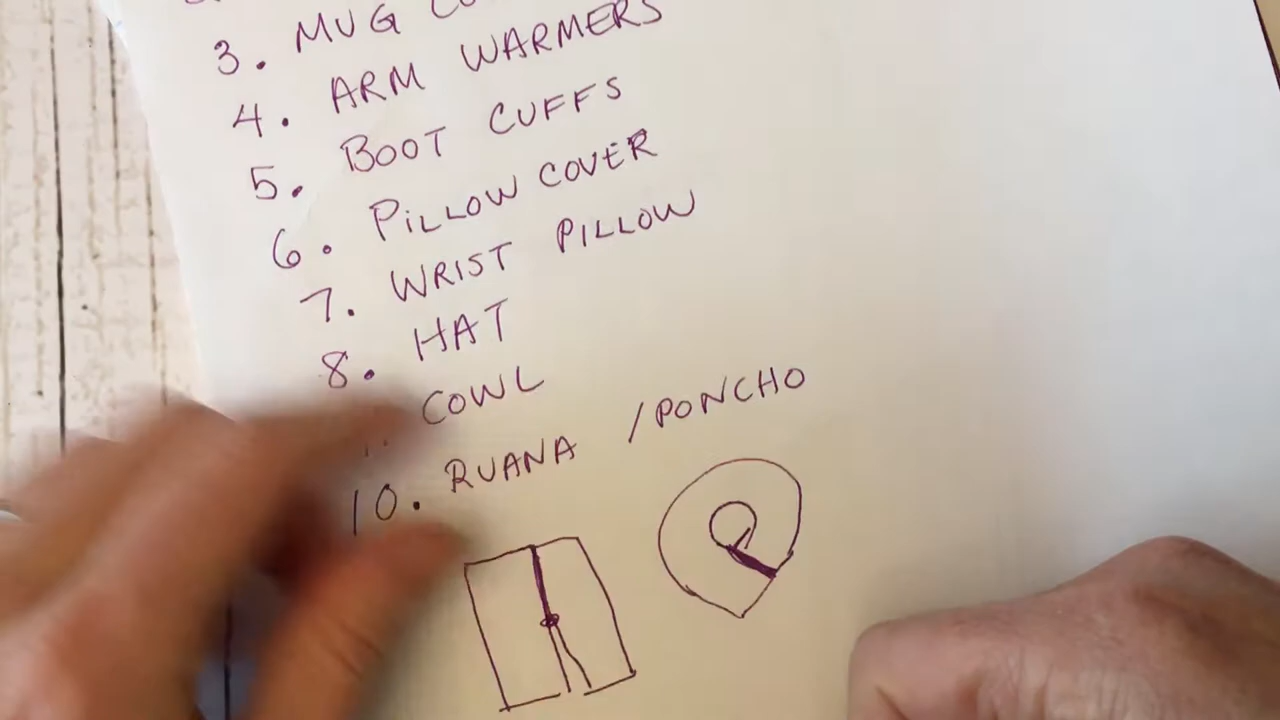 3. MUG
4. ARM WARMERS
5. BOOT CUFFS
6. PILLOW COVER
7. WRIST PILLOW
8. HAT
COWL
10. RUANA /PONCHO